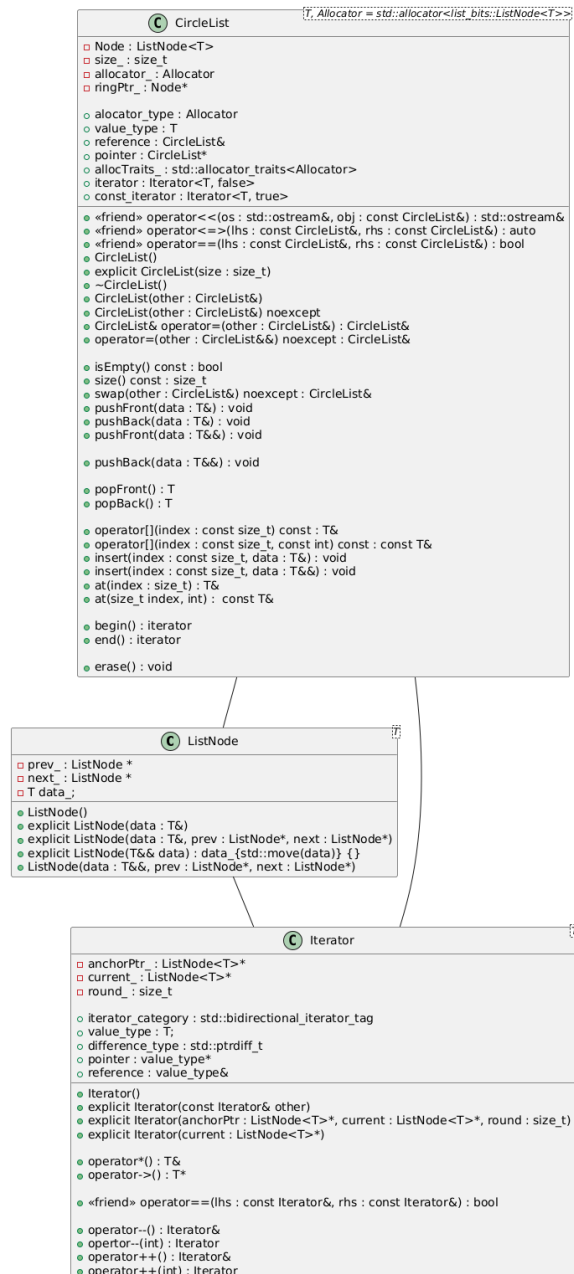 T, Allocator = std::allocator<list_bits::ListNode<T>>
C CircleList
Node : ListNode<T>
size_ : size_t
allocator_ : Allocator
ringPtr_ : Node*
alocator_type : Allocator
value_type : T
reference : CircleList&
pointer : CircleList*
allocTraits_ : std::allocator_traits<Allocator>
iterator : Iterator<T, false>
const_iterator : Iterator<T, true>
«friend» operator<<(os : std::ostream&, obj : const CircleList&) : std::ostream&
«friend» operator<=>(lhs : const CircleList&, rhs : const CircleList&) : auto
«friend» operator==(lhs : const CircleList&, rhs : const CircleList&) : bool
CircleList()
explicit CircleList(size : size_t)
~CircleList()
CircleList(other : CircleList&)
CircleList(other : CircleList&) noexcept
CircleList& operator=(other : CircleList&) : CircleList&
operator=(other : CircleList&&) noexcept : CircleList&
isEmpty() const : bool
size() const : size_t
swap(other : CircleList&) noexcept : CircleList&
pushFront(data : T&) : void
pushBack(data : T&) : void
pushFront(data : T&&) : void
pushBack(data : T&&) : void
popFront() : T
popBack() : T
operator[](index : const size_t) const : T&
operator[](index : const size_t, const int) const : const T&
insert(index : const size_t, data : T&) : void
insert(index : const size_t, data : T&&) : void
at(index : size_t) : T&
at(size_t index, int) : const T&
begin() : iterator
end() : iterator
erase() : void
C ListNode
T
prev_ : ListNode *
next_ : ListNode *
T data_;
ListNode()
explicit ListNode(data : T&)
explicit ListNode(data : T&, prev : ListNode*, next : ListNode*)
explicit ListNode(T&& data) : data_{std::move(data)} {}
ListNode(data : T&&, prev : ListNode*, next : ListNode*)
C Iterator
anchorPtr_ : ListNode<T>*
current_ : ListNode<T>*
round_ : size_t
iterator_category : std::bidirectional_iterator_tag
value_type : T;
difference_type : std::ptrdiff_t
pointer : value_type*
reference : value_type&
Iterator()
explicit Iterator(const Iterator& other)
explicit Iterator(anchorPtr : ListNode<T>*, current : ListNode<T>*, round : size_t)
explicit Iterator(current : ListNode<T>*)
operator*() : T&
operator->() : T*
«friend» operator==(lhs : const Iterator&, rhs : const Iterator&) : bool
operator--() : Iterator&
opertor--(int) : Iterator
operator++() : Iterator&
operator++(int) : Iterator